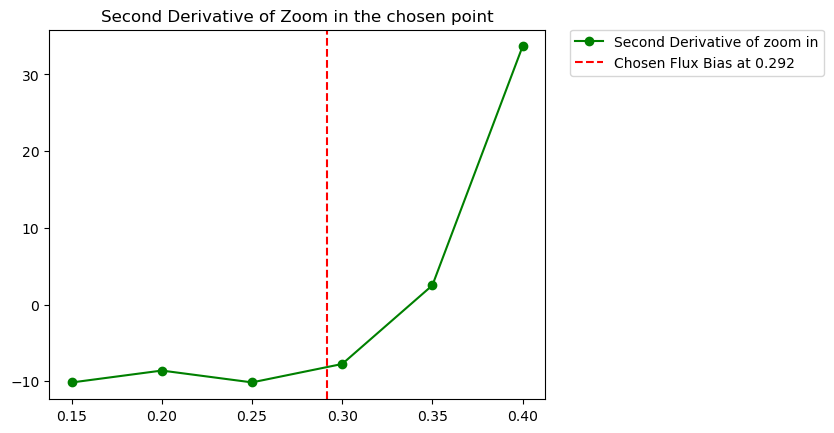 Second Derivative of Zoom in the chosen point
Second Derivative of zoom in
Chosen Flux Bias at 0.292
30
20
10
0
−10
0.15 0.20 0.25 0.30 0.35 0.40